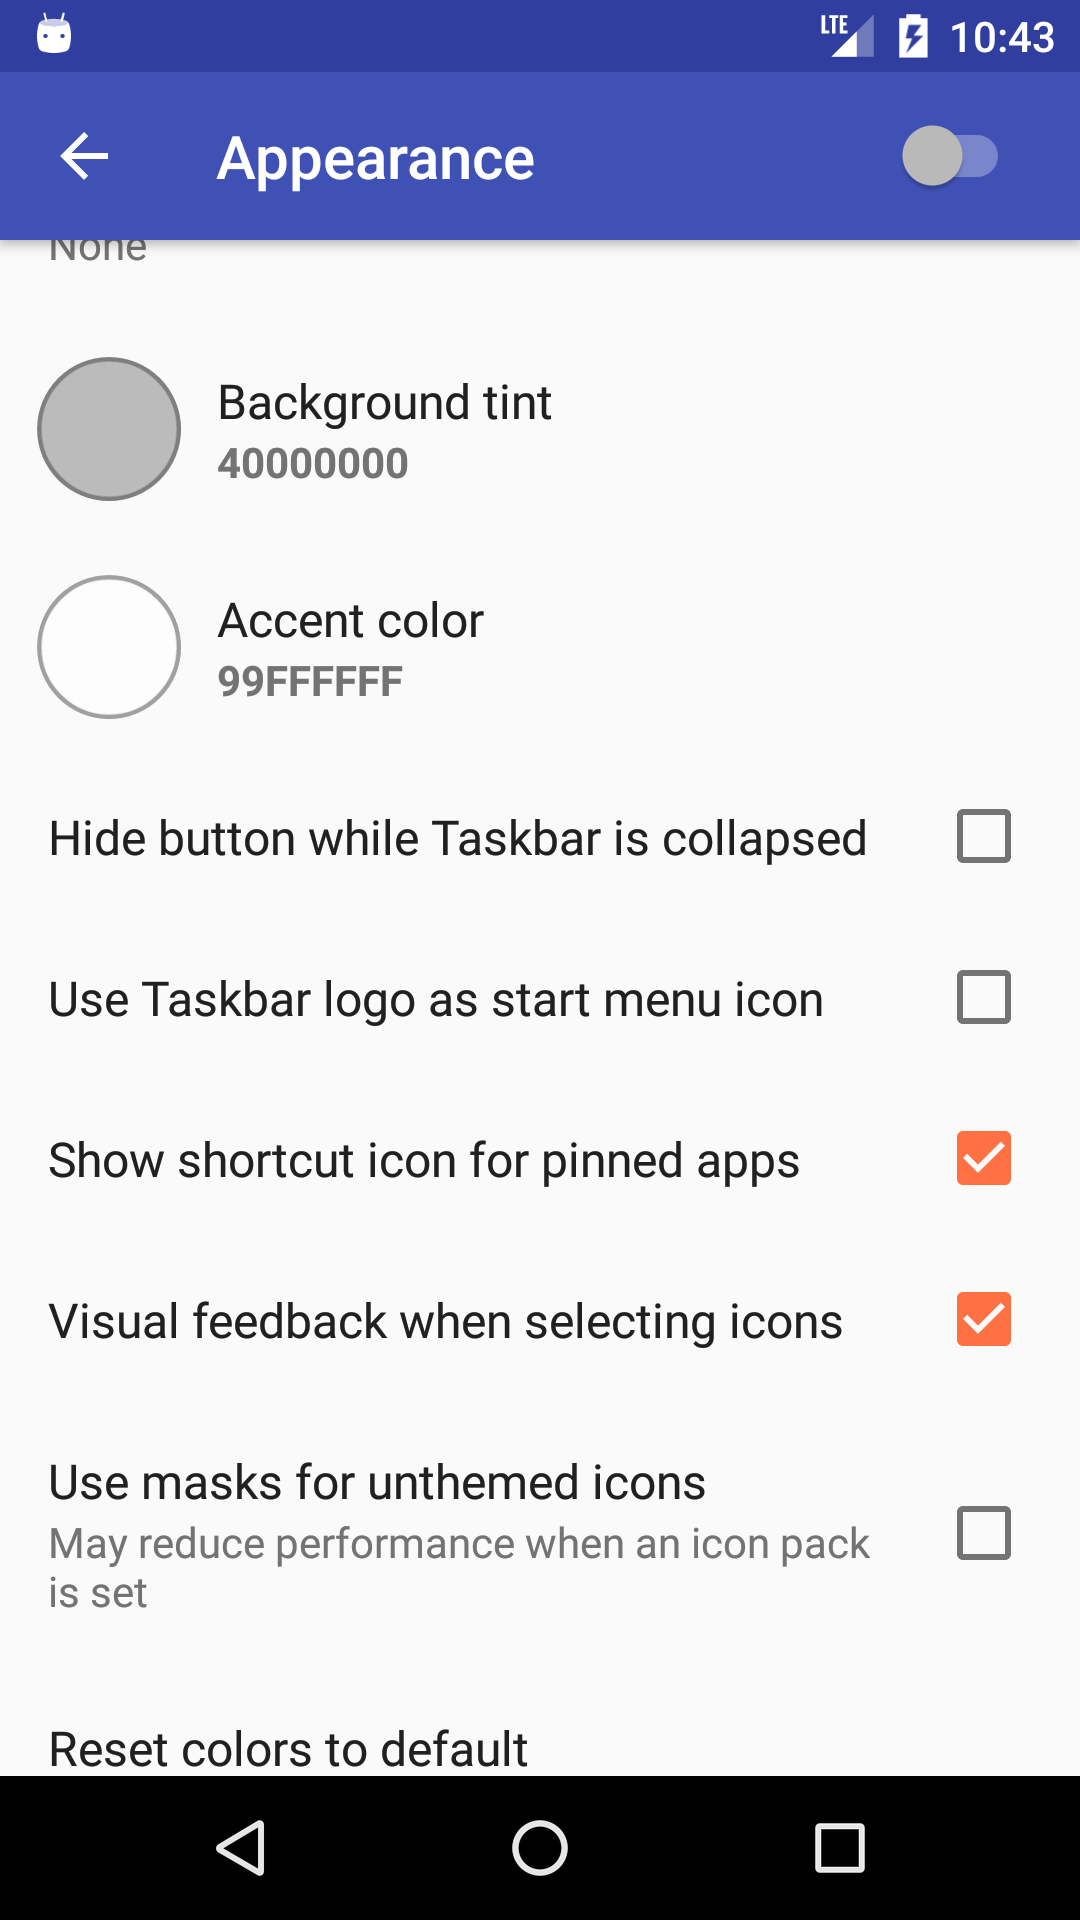 LTE 10:43
Appearance
None
Background tint
40000000
Accent color
99FFFFFF
Hide button while Taskbar is collapsed
Use Taskbar logo as start menu icon
Show shortcut icon for pinned apps
Visual feedback when selecting icons
Use masks for unthemed icons
May reduce performance when an icon pack
is set
Reset colors to default